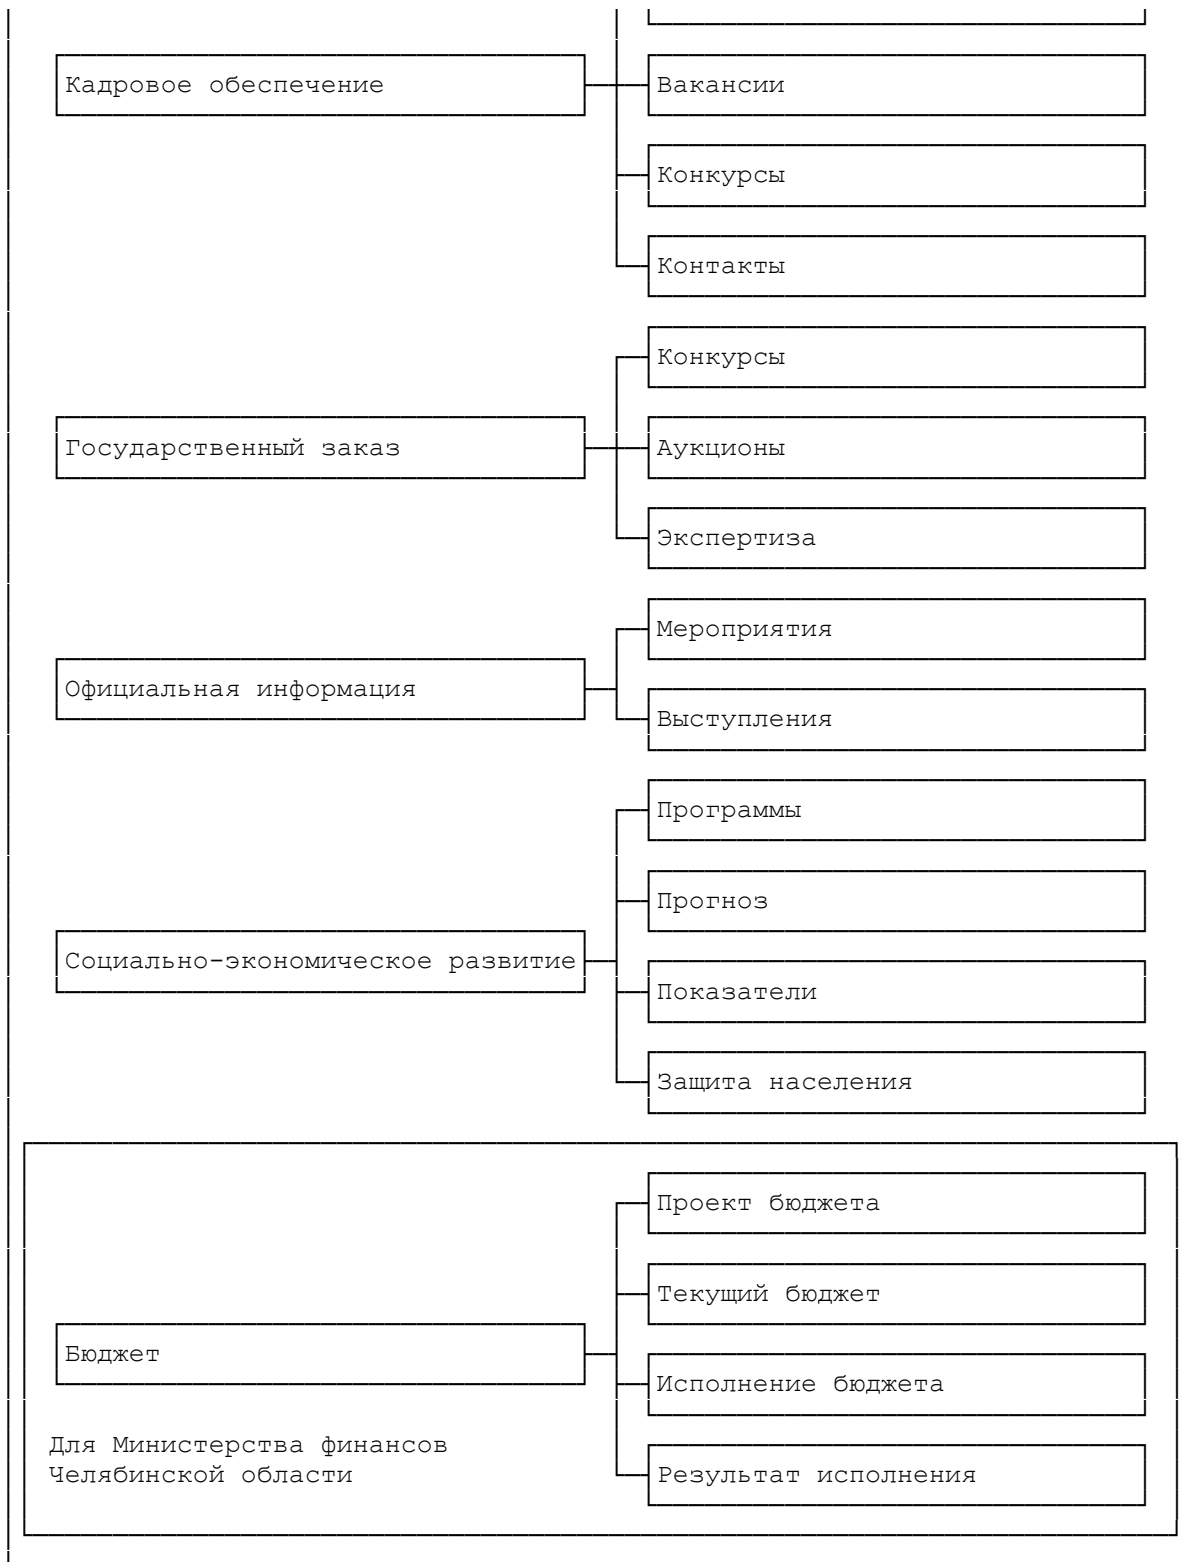 Кадровое обеспечение
Вакансии
Конкурсы
Контакты
Конкурсы
Государственный заказ
Аукционы
Экспертиза
Мероприятия
Официальная информация
Выступления
Программы
Прогноз
Социально-экономическое развитие
Показатели
Защита населения
Проект бюджета
Текущий бюджет
Бюджет
Исполнение бюджета
Для Министерства финансов
Челябинской области
Результат исполнения